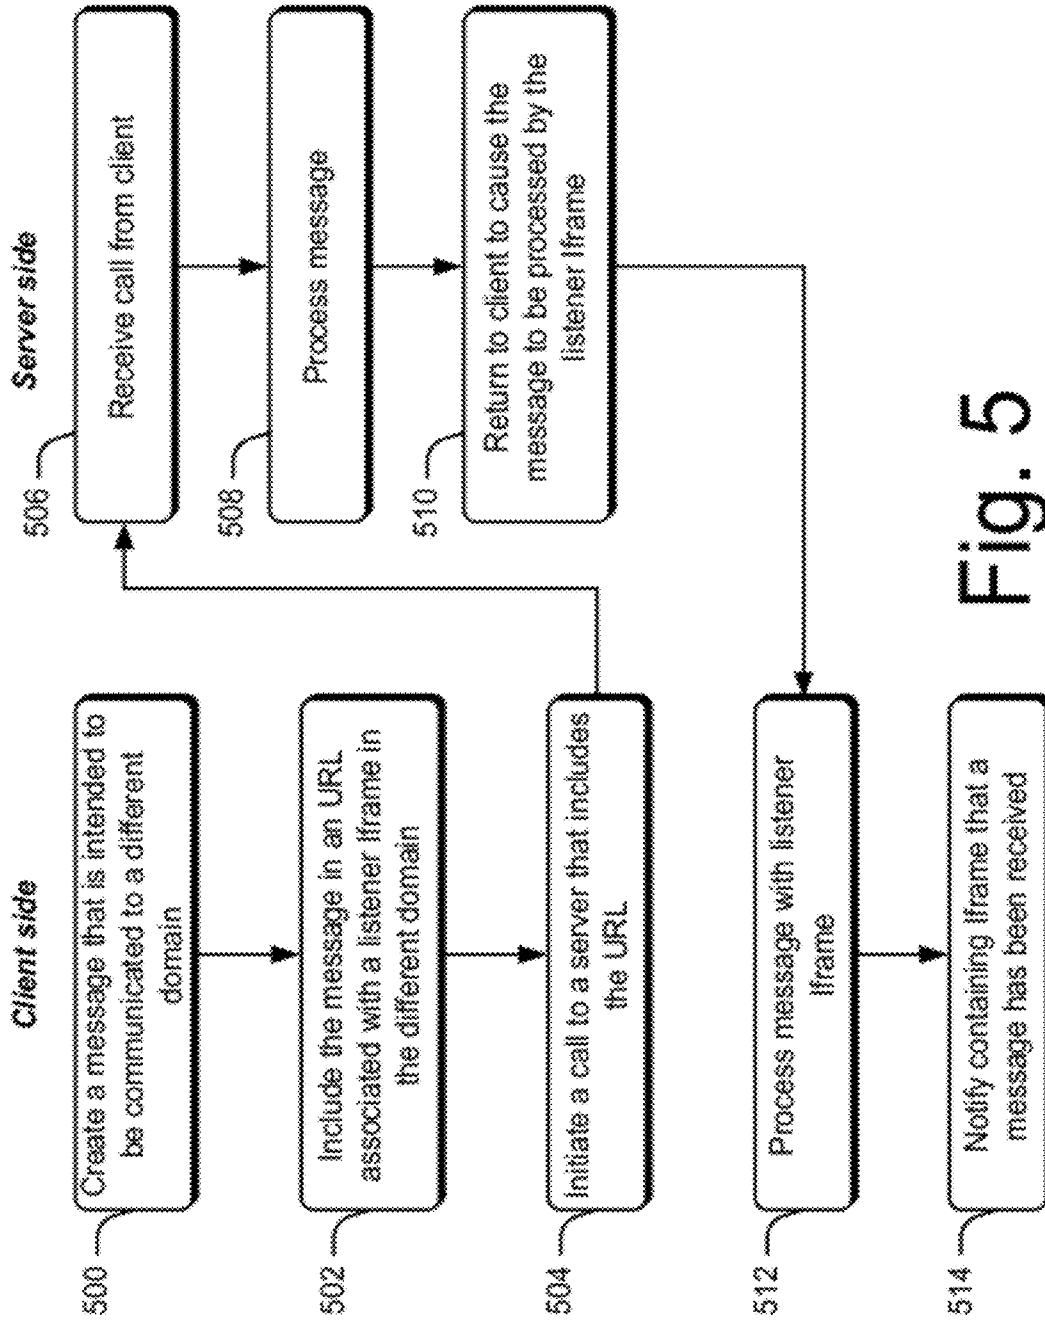 Client side
500
Create a message that is intended to
be communicated to a different
domain
502
Include the message in an URL
associated with a listener Iframe in
the different domain
504
Initiate a call to a server that includes
the URL
Server side
506
Receive call from client
508
Process message
510
Return to client to cause the
message to be processed by the
listener Iframe
512
Process message with listener
Iframe
514
Notify containing Iframe that a
message has been received
Fig. 5